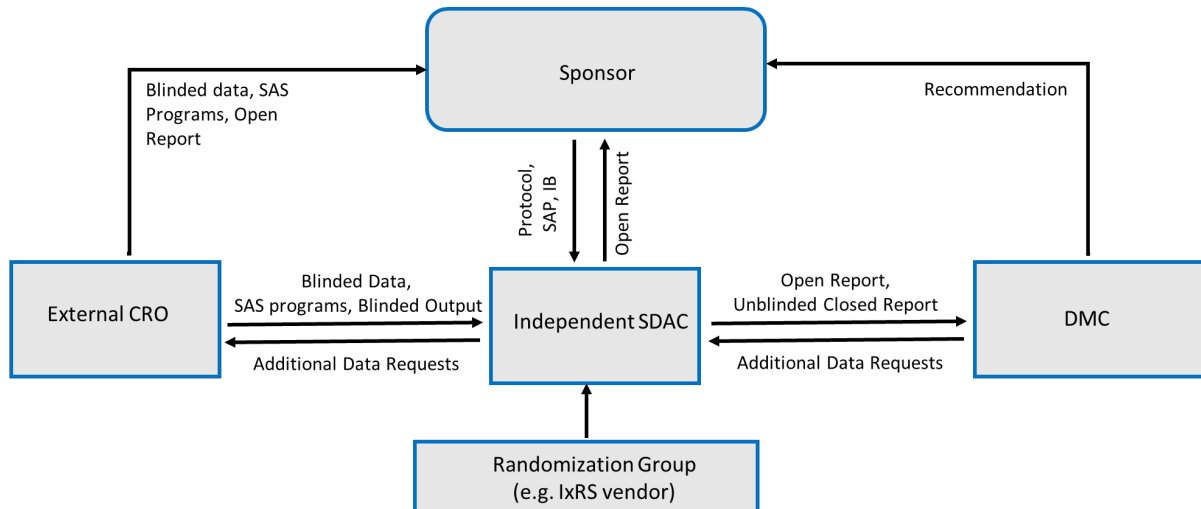 Sponsor
Blinded data, SAS
Programs, Open
Report
Recommendation
Protocol,
SAP, IB
Open Report
External CRO
Blinded Data,
SAS programs, Blinded Output
Additional Data Requests
Independent SDAC
Open Report,
Unblinded Closed Report
Additional Data Requests
DMC
Randomization Group
(e.g. IxRS vendor)